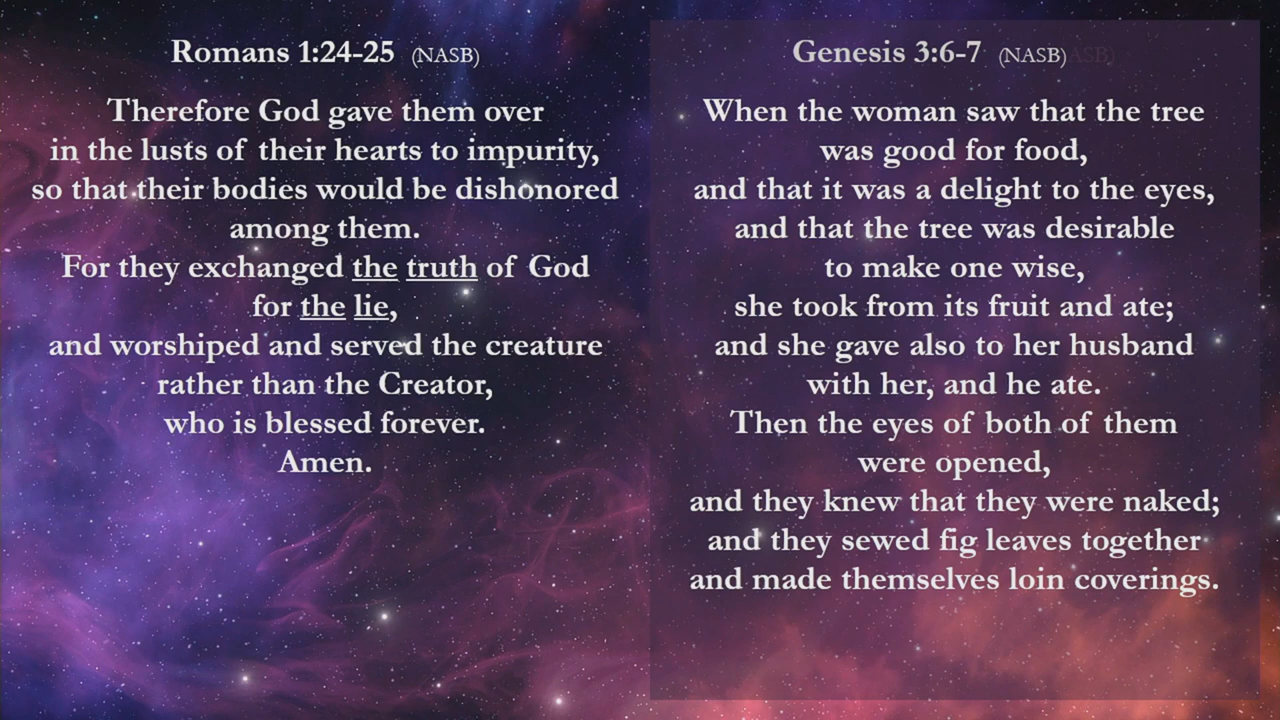 Romans 1:24-25 (NASB)
Therefore God gave them over
in the lusts of their hearts to impurity,
so that their bodies would be dishonored
among them.
For they exchanged the truth of God
for the lie,
and worshiped and served the creature
rather than the Creator,
who is blessed forever.
Amen.
Genesis 3:6-7 (NASB)
When the woman saw that the tree
was good for food,
and that it was a delight to the eyes,
and that the tree was desirable
to make one wise,
she took from its fruit and ate;
and she gave also to her husband
with her, and he ate.
Then the eyes of both of them
were opened,
and they knew that they were naked;
and they sewed fig leaves together
and made themselves loin coverings.